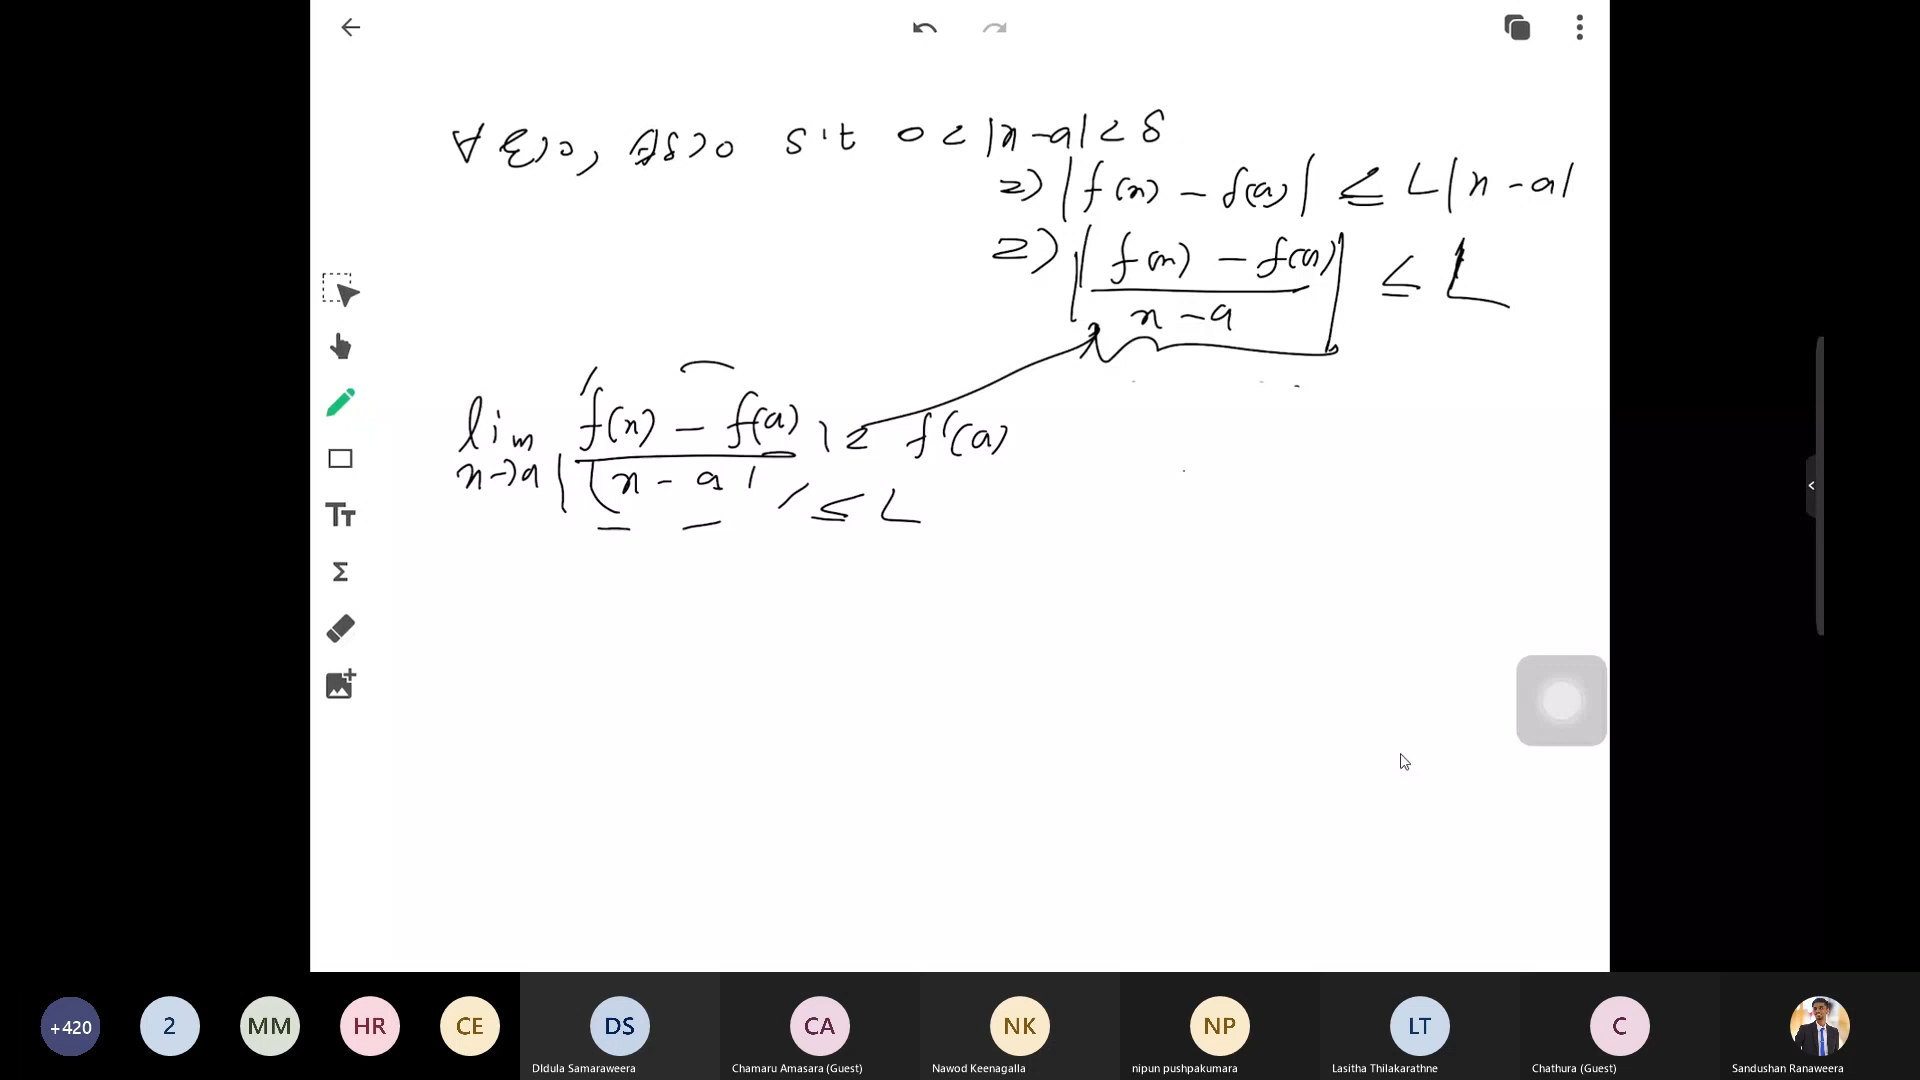 ∀ ε>0, ∃δ>0 s.t 0 < |x-a| < δ
⇒ |f(x) - f(a)| ≤ L|x-a|
⇒ |f(x) - f(a) / x-a| ≤ L
lim x→a |f(x) - f(a) / (x-a)| = f'(a)
≤ L
Tт
Σ
<
+420
2
MM
HR
CE
DS
CA
NK
NP
LT
C
DIdula Samaraweera
Chamaru Amasara (Guest)
Nawod Keenagalla
nipun pushpakumara
Lasitha Thilakarathne
Chathura (Guest)
Sandushan Ranaweera